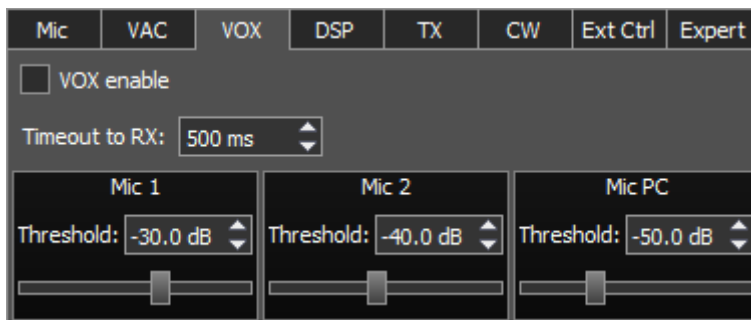 Mic VAC VOX DSP TX CW Ext Ctrl Expert
VOX enable
Timeout to RX: 500 ms
Mic 1 Mic 2 Mic PC
Threshold: -30.0 dB Threshold: -40.0 dB Threshold: -50.0 dB